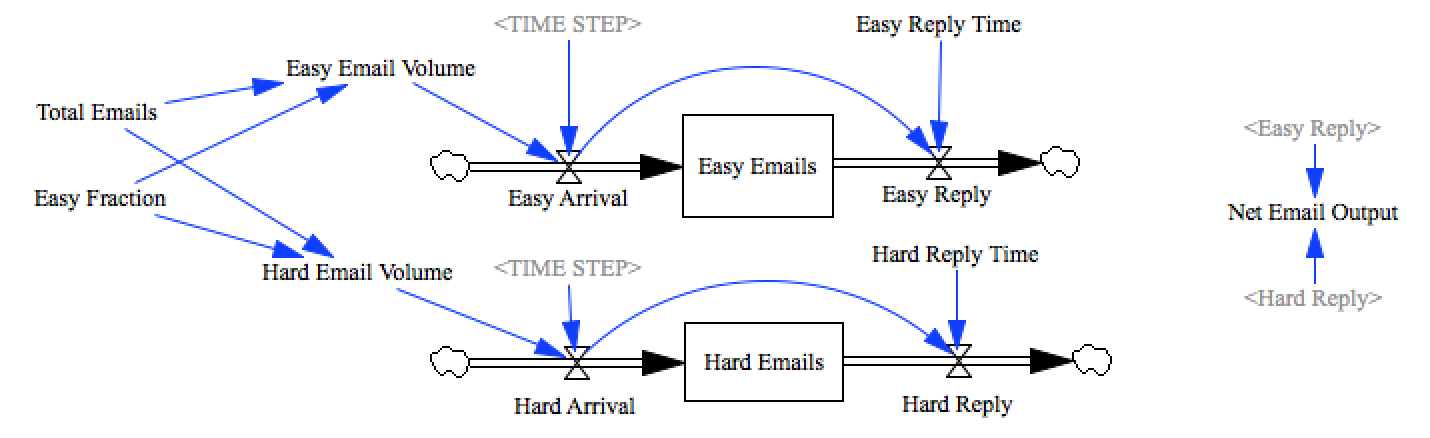 <TIME STEP>
Easy Reply Time
Easy Email Volume
Total Emails
Easy Fraction
Easy Emails
Easy Arrival
Easy Reply
<Easy Reply>
Net Email Output
<Hard Reply>
Hard Email Volume
<TIME STEP>
Hard Reply Time
Hard Emails
Hard Arrival
Hard Reply